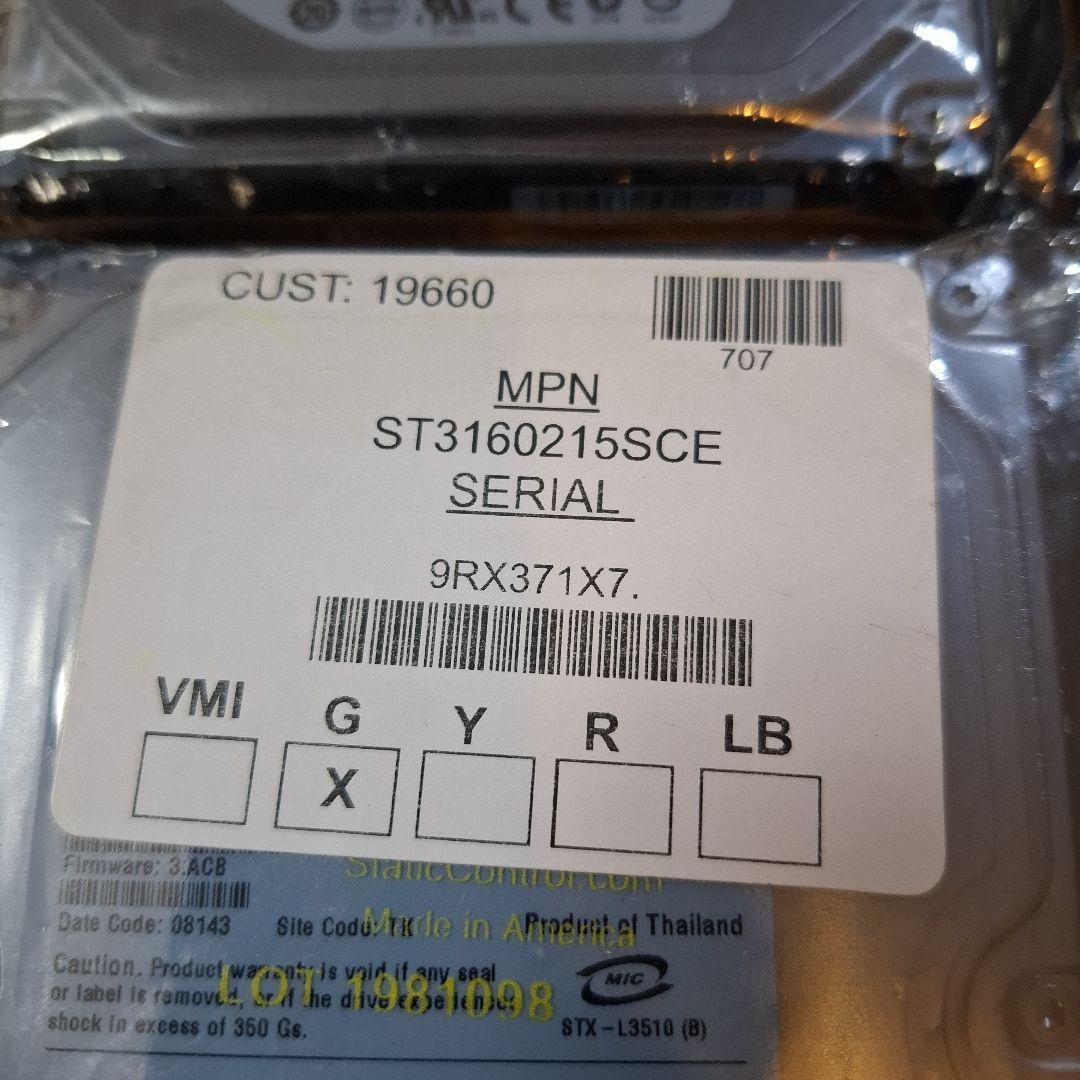 CUST: 19660
707
MPN
ST3160215SCE
SERIAL
9RX371X7.
VMI G Y R LB
X
Firmware: 3.ACB
StaticControl.com
Date Code: 08143 Site Code: TK Product of Thailand
Made in America
Caution. Product warranty is void if any seal
or label is removed, or if the drive experiences
shock in excess of 350 Gs.
LOT 1981098
MIC
STX-L3510 (B)